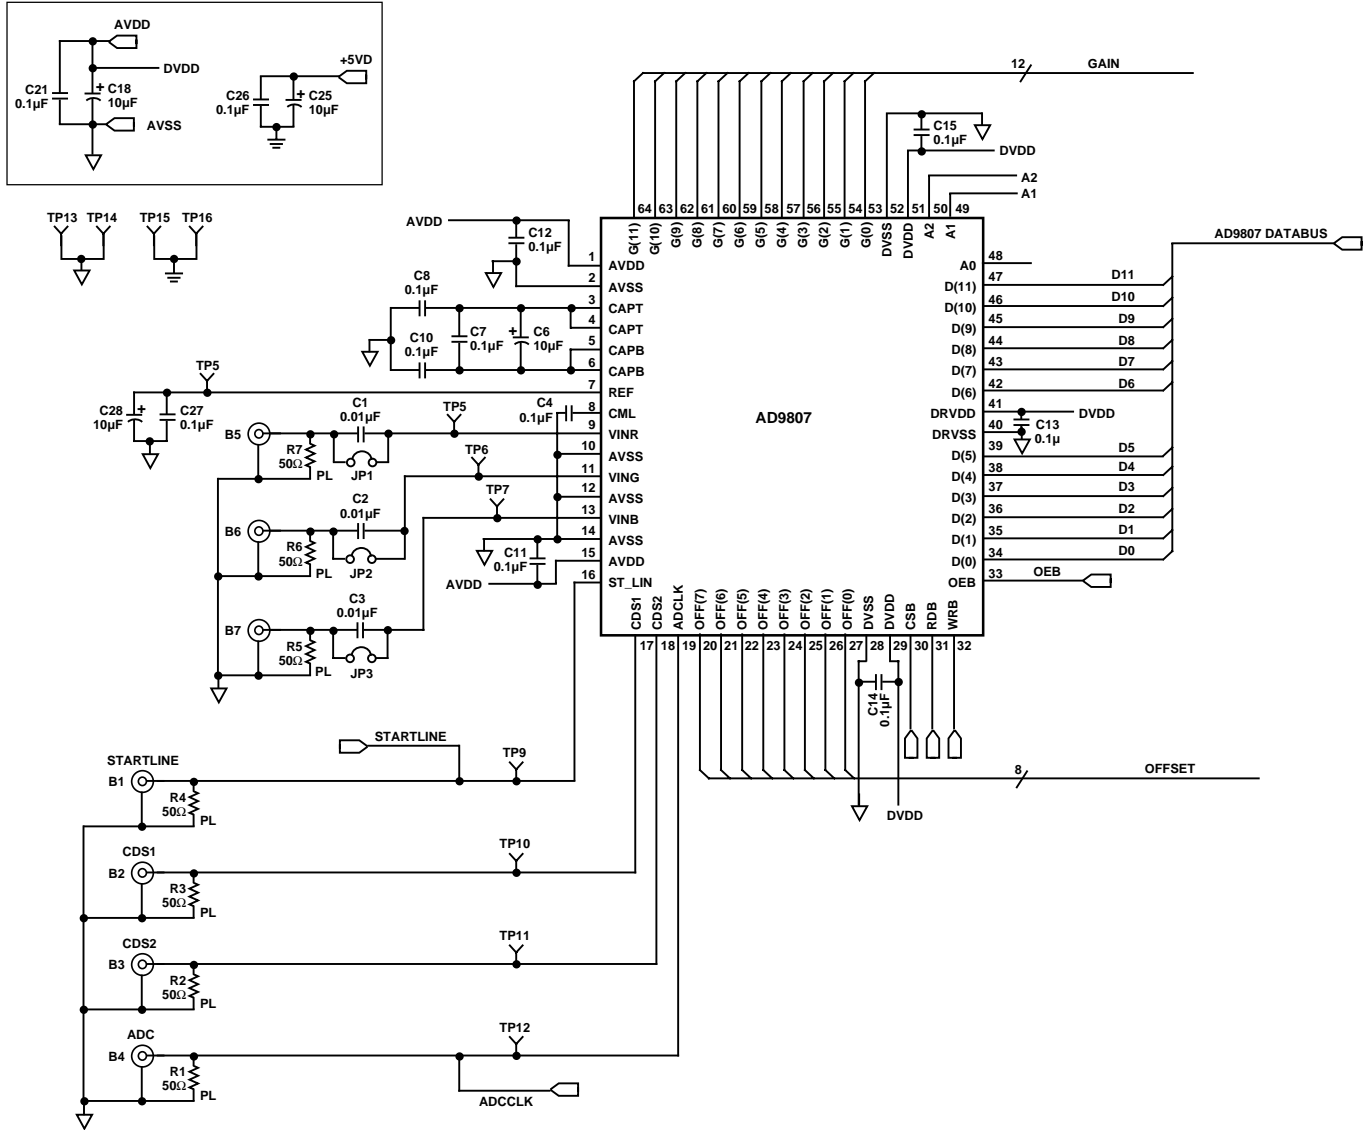 AVDD
DVDD
C21
0.1µF
C18
10µF
AVSS
+5VD
C26
0.1µF
C25
10µF
TP13 TP14 TP15 TP16
12 GAIN
C15
0.1µF
DVDD
A2
A1
64 63 62 61 60 59 58 57 56 55 54 53 52 51 50 49
G(11) G(10) G(9) G(8) G(7) G(6) G(5) G(4) G(3) G(2) G(1) G(0) DVSS DVDD A2 A1
AVDD
C12
0.1µF
C8
0.1µF
C10
0.1µF
C7
0.1µF
C6
10µF
TP5
C28
10µF
C27
0.1µF
C4
0.1µF
1 AVDD
2 AVSS
3 CAPT
4 CAPT
5 CAPB
6 CAPB
7 REF
8 CML
9 VINR
10 AVSS
11 VING
12 AVSS
13 VINB
14 AVSS
15 AVDD
16 ST_LIN
AD9807
A0 48
D(11) 47 D11
D(10) 46 D10
D(9) 45 D9
D(8) 44 D8
D(7) 43 D7
D(6) 42 D6
DRVDD 41 DVDD
DRVSS 40
C13
0.1µ
D(5) 39 D5
D(4) 38 D4
D(3) 37 D3
D(2) 36 D2
D(1) 35 D1
D(0) 34 D0
OEB 33 OEB
AD9807 DATABUS
B5
R7
50Ω
PL
C1
0.01µF
JP1
TP5
TP6
TP7
B6
R6
50Ω
PL
C2
0.01µF
JP2
C11
0.1µF
AVDD
B7
R5
50Ω
PL
C3
0.01µF
JP3
CDS1 CDS2 ADCLK OFF(7) OFF(6) OFF(5) OFF(4) OFF(3) OFF(2) OFF(1) OFF(0) DVSS DVDD CSB RDB WRB
17 18 19 20 21 22 23 24 25 26 27 28 29 30 31 32
C14
0.1µF
8 OFFSET
DVDD
STARTLINE
STARTLINE
B1
R4
50Ω
PL
TP9
CDS1
B2
R3
50Ω
PL
TP10
CDS2
B3
R2
50Ω
PL
TP11
ADC
B4
R1
50Ω
PL
TP12
ADCCLK